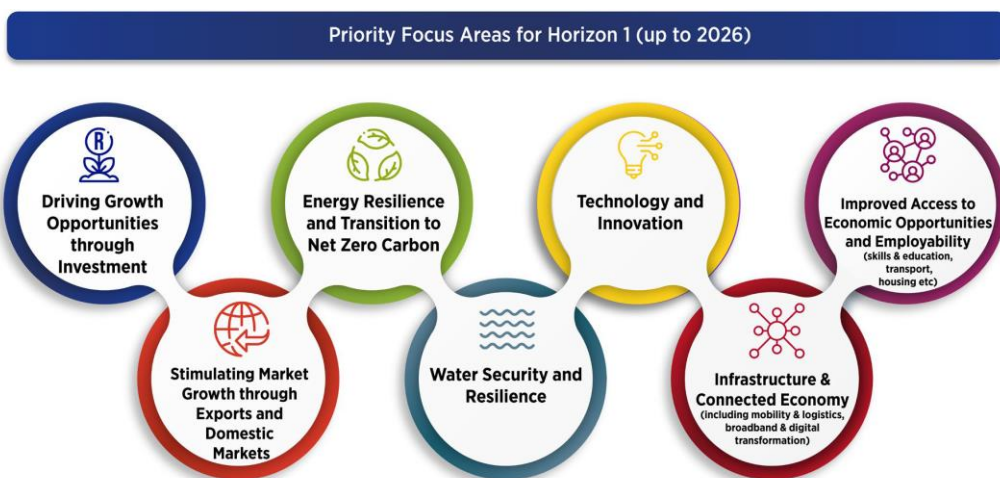 Priority Focus Areas for Horizon 1 (up to 2026)
R
Driving Growth
Opportunities
through
Investment
Stimulating Market
Growth through
Exports and
Domestic
Markets
Energy Resilience
and Transition to
Net Zero Carbon
Water Security and
Resilience
Technology and
Innovation
Infrastructure &
Connected Economy
(including mobility & logistics,
broadband & digital
transformation)
Improved Access to
Economic Opportunities
and Employability
(skills & education,
transport,
housing etc)